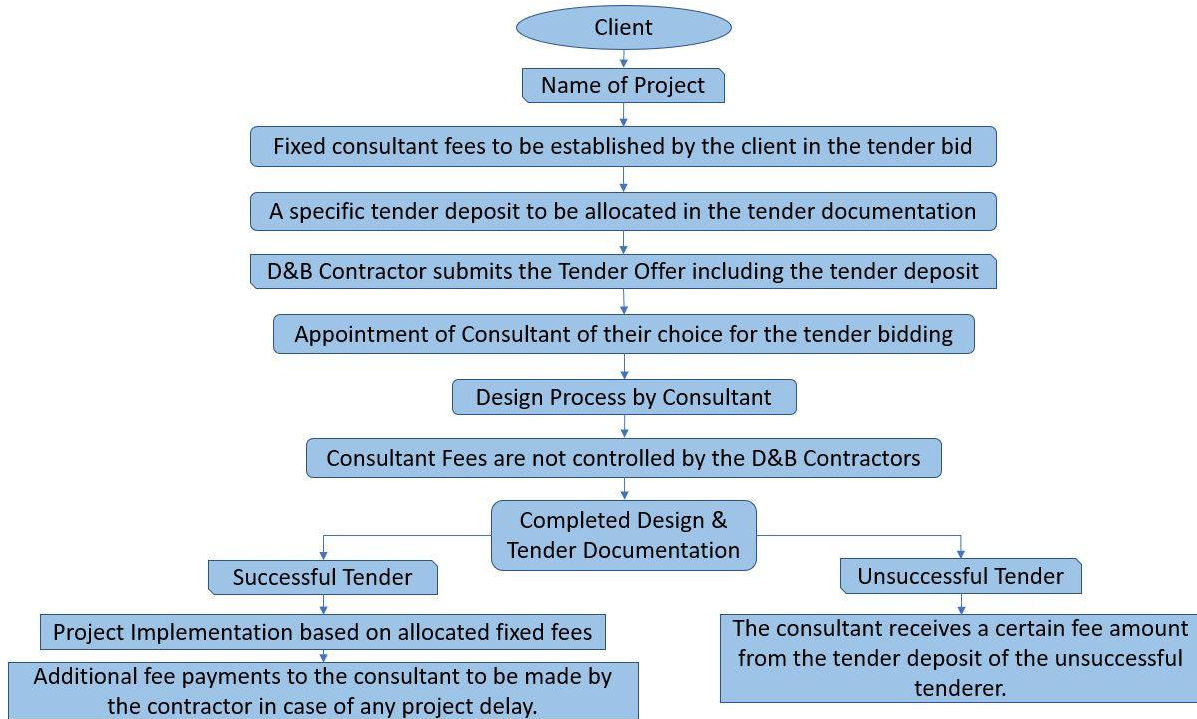 Client
Name of Project
Fixed consultant fees to be established by the client in the tender bid
A specific tender deposit to be allocated in the tender documentation
D&B Contractor submits the Tender Offer including the tender deposit
Appointment of Consultant of their choice for the tender bidding
Design Process by Consultant
Consultant Fees are not controlled by the D&B Contractors
Completed Design &
Tender Documentation
Successful Tender
Project Implementation based on allocated fixed fees
Additional fee payments to the consultant to be made by
the contractor in case of any project delay.
Unsuccessful Tender
The consultant receives a certain fee amount
from the tender deposit of the unsuccessful
tenderer.